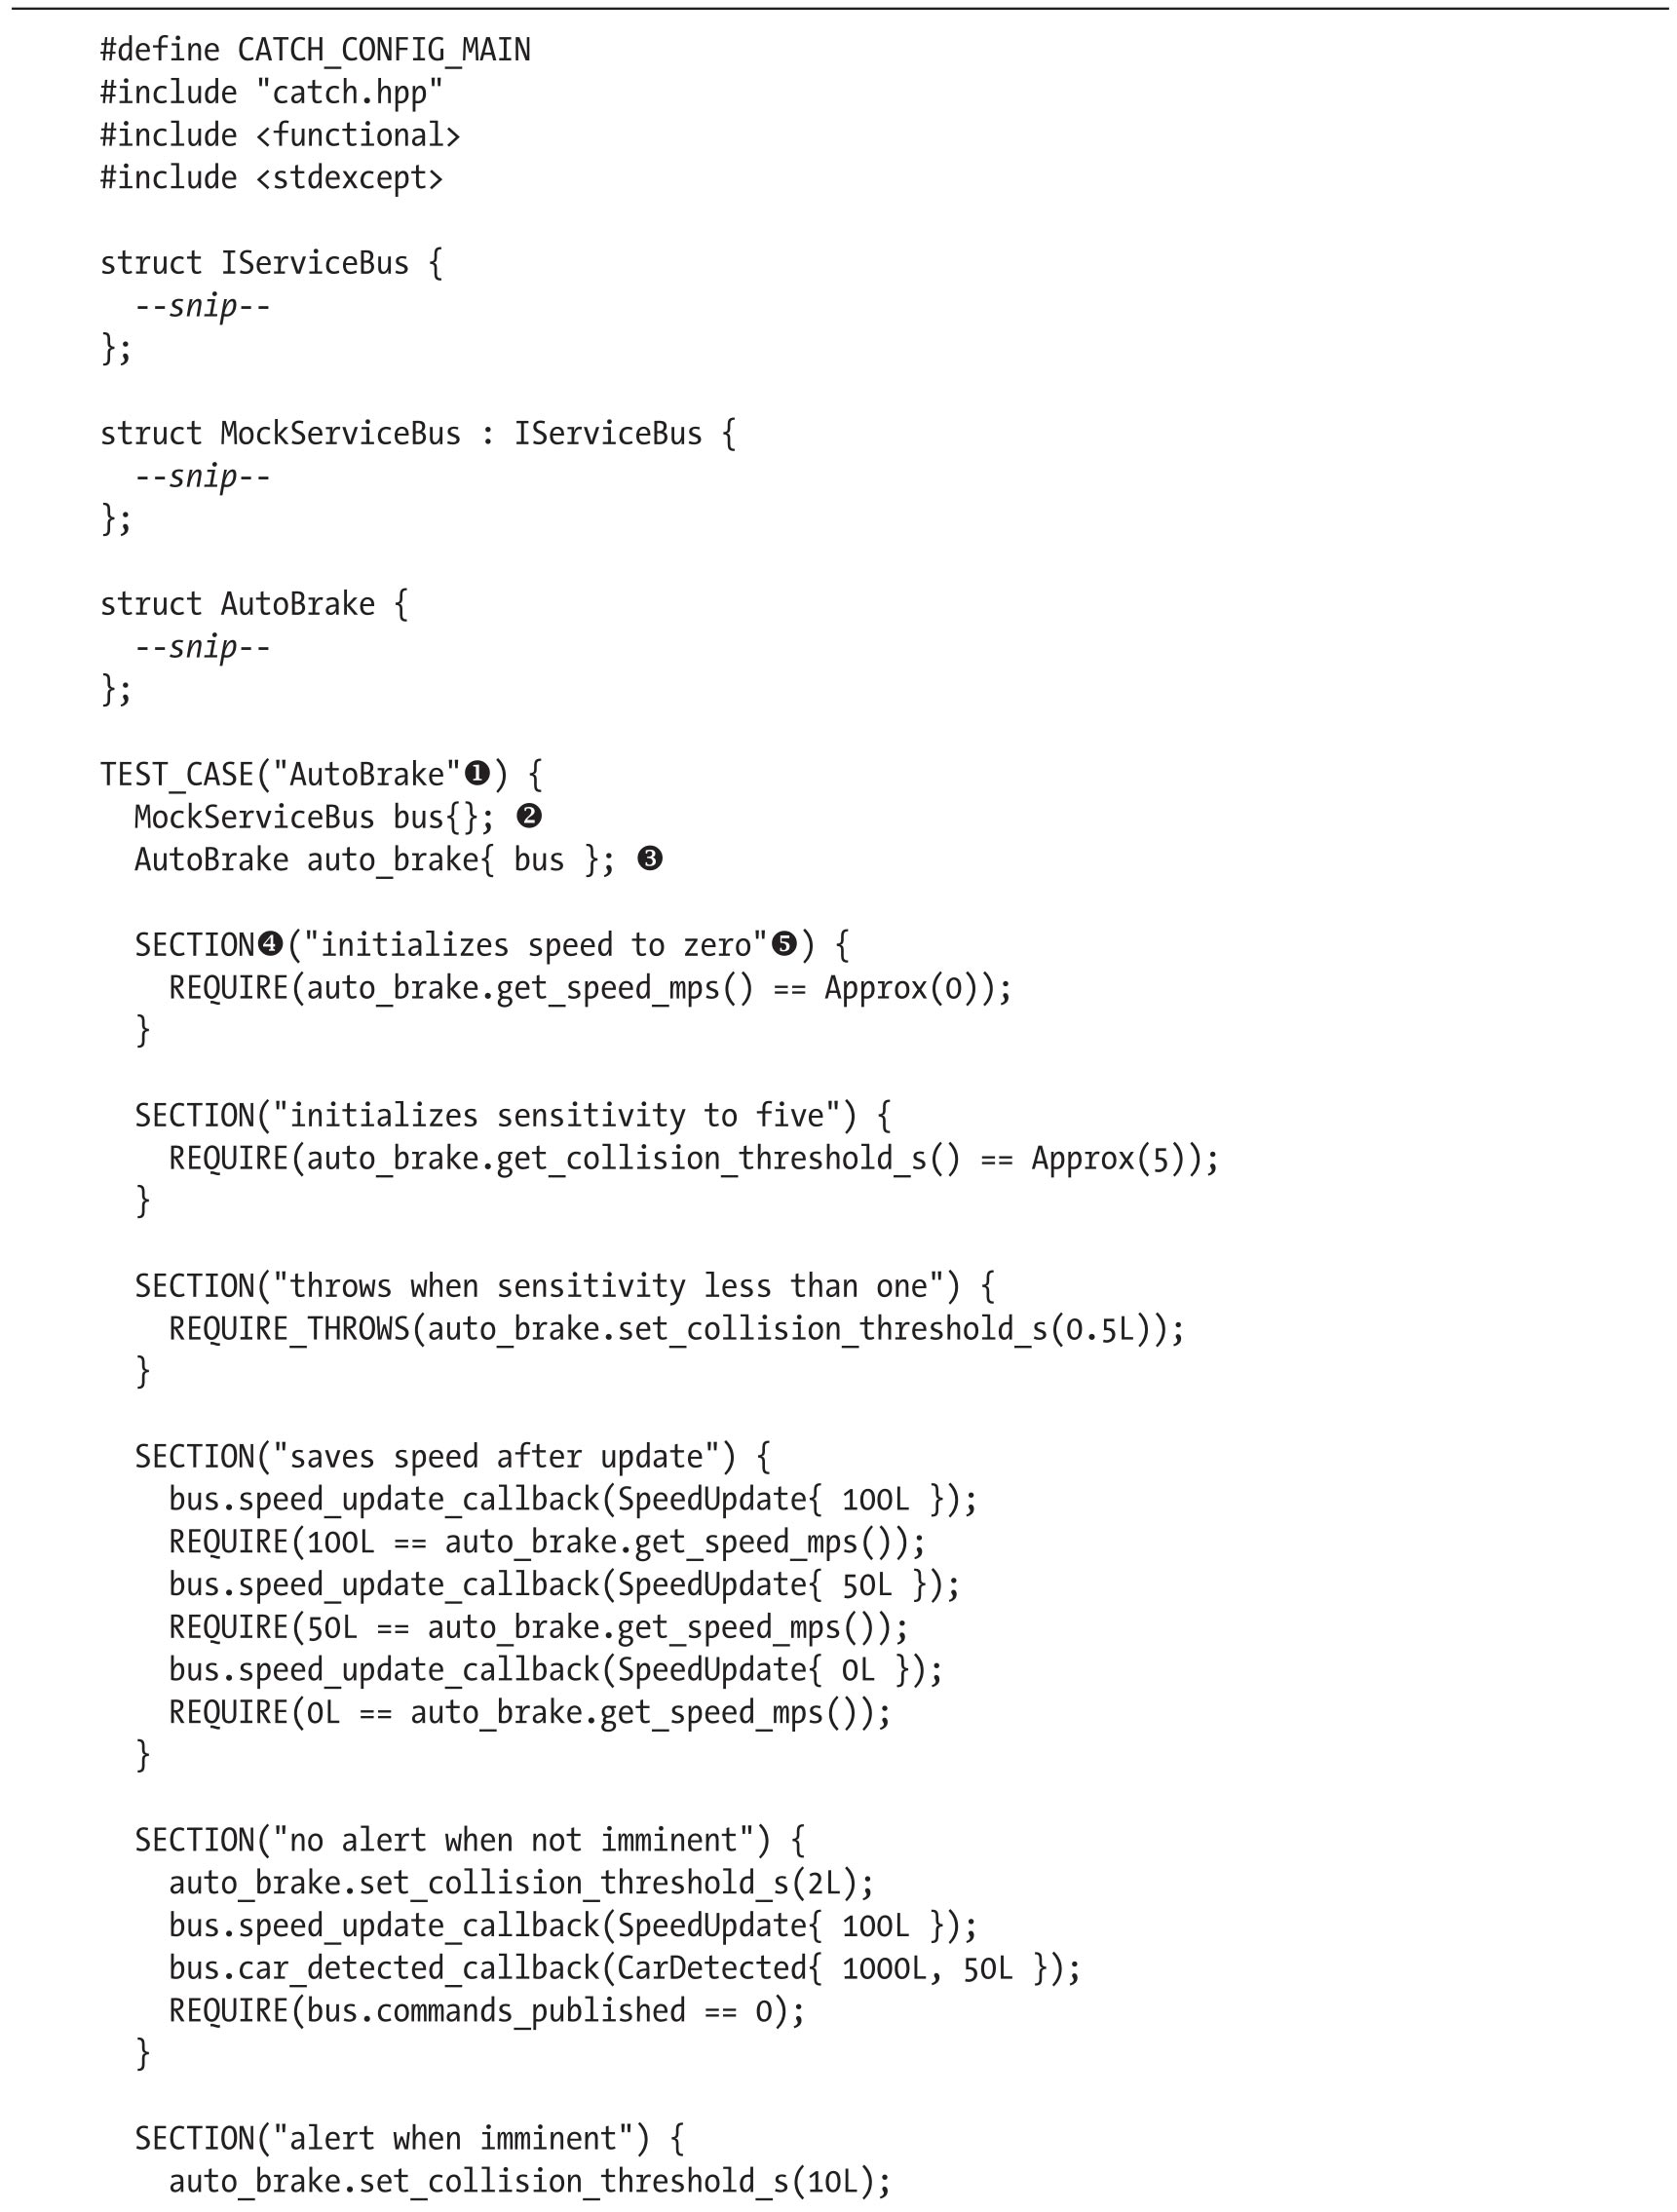 #define CATCH_CONFIG_MAIN
#include "catch.hpp"
#include <functional>
#include <stdexcept>

struct IServiceBus {
  --snip--
};

struct MockServiceBus : IServiceBus {
  --snip--
};

struct AutoBrake {
  --snip--
};

TEST_CASE("AutoBrake"❶) {
  MockServiceBus bus{}; ❷
  AutoBrake auto_brake{ bus }; ❸

  SECTION❹("initializes speed to zero"❺) {
    REQUIRE(auto_brake.get_speed_mps() == Approx(0));
  }

  SECTION("initializes sensitivity to five") {
    REQUIRE(auto_brake.get_collision_threshold_s() == Approx(5));
  }

  SECTION("throws when sensitivity less than one") {
    REQUIRE_THROWS(auto_brake.set_collision_threshold_s(0.5L));
  }

  SECTION("saves speed after update") {
    bus.speed_update_callback(SpeedUpdate{ 100L });
    REQUIRE(100L == auto_brake.get_speed_mps());
    bus.speed_update_callback(SpeedUpdate{ 50L });
    REQUIRE(50L == auto_brake.get_speed_mps());
    bus.speed_update_callback(SpeedUpdate{ 0L });
    REQUIRE(0L == auto_brake.get_speed_mps());
  }

  SECTION("no alert when not imminent") {
    auto_brake.set_collision_threshold_s(2L);
    bus.speed_update_callback(SpeedUpdate{ 100L });
    bus.car_detected_callback(CarDetected{ 1000L, 50L });
    REQUIRE(bus.commands_published == 0);
  }

  SECTION("alert when imminent") {
    auto_brake.set_collision_threshold_s(10L);